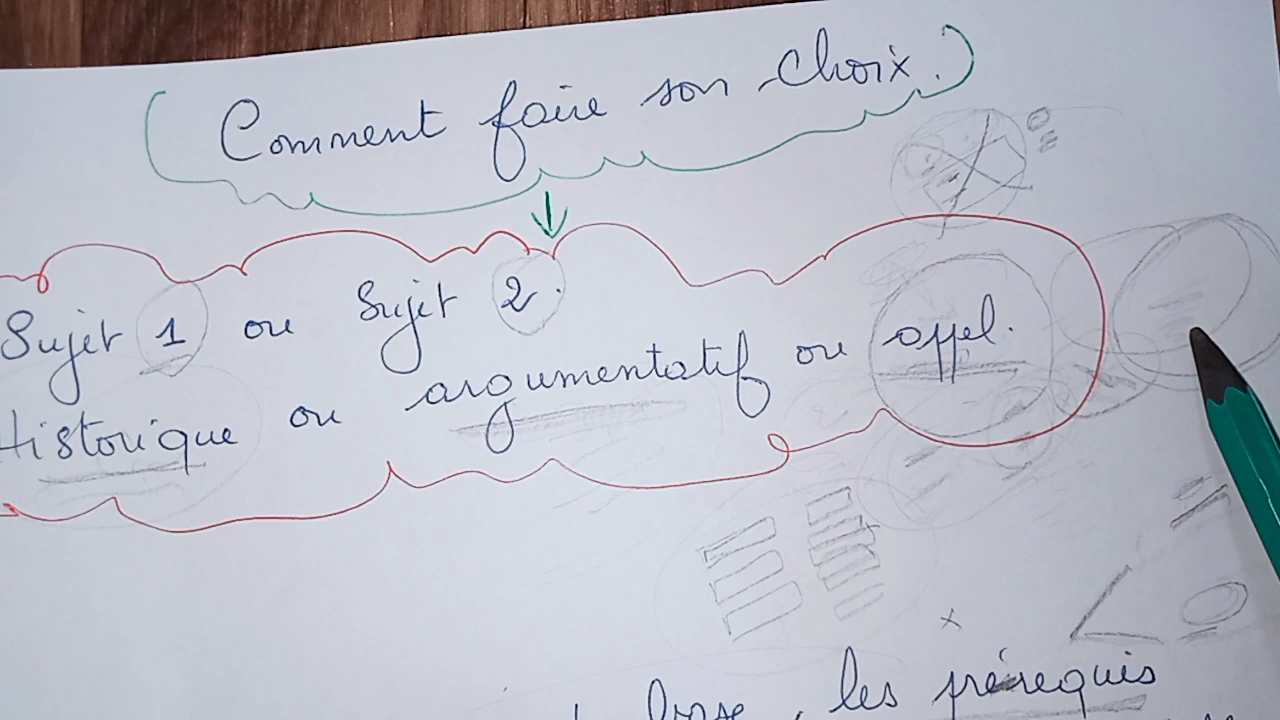 Comment faire son choix.
Sujet 1 ou Sujet 2.
Historique ou argumentatif ou appel.
, les prérequis